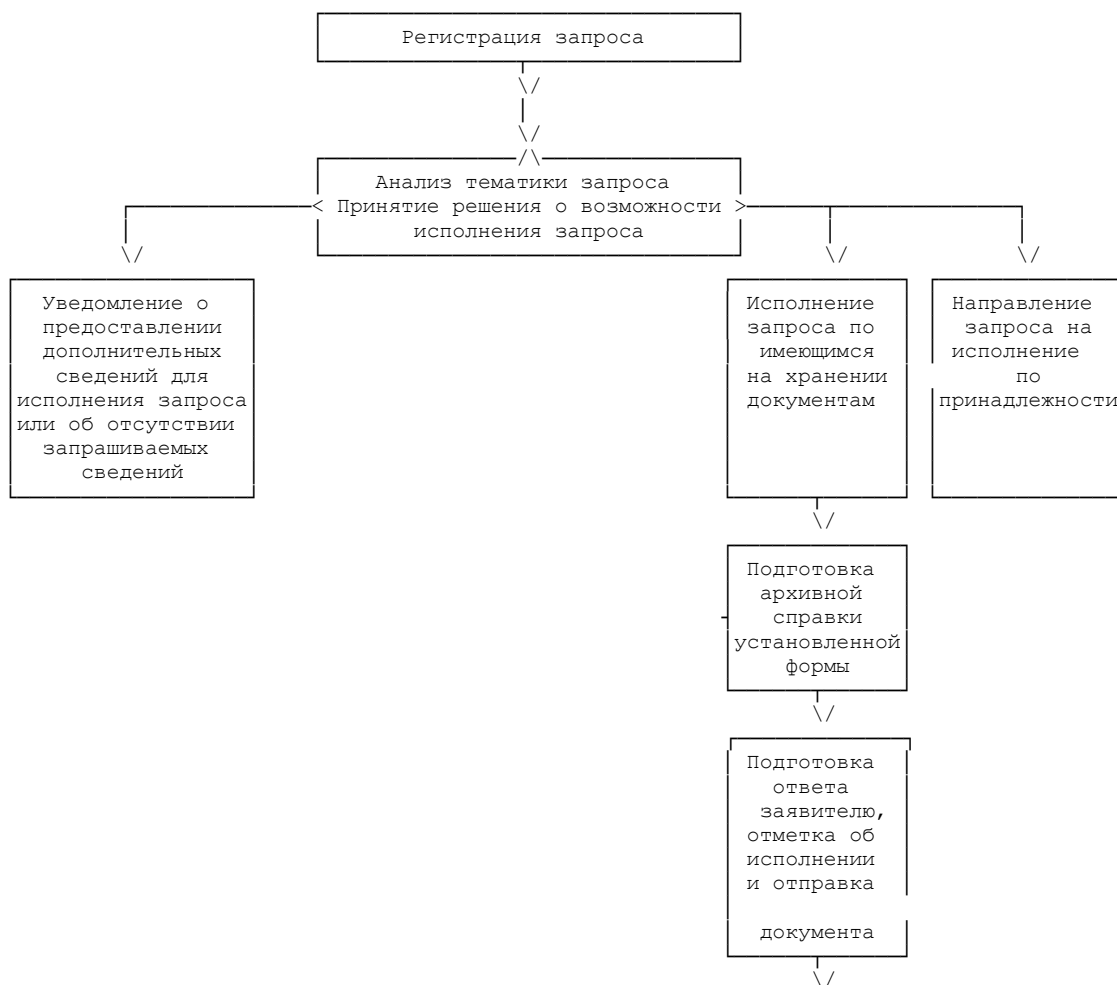 Регистрация запроса
Анализ тематики запроса
Принятие решения о возможности
исполнения запроса
Уведомление о
предоставлении
дополнительных
сведений для
исполнения запроса
или об отсутствии
запрашиваемых
сведений
Исполнение
запроса по
имеющимся
на хранении
документам
Направление
запроса на
исполнение
по
принадлежности
Подготовка
архивной
справки
установленной
формы
Подготовка
ответа
заявителю,
отметка об
исполнении
и отправка
документа